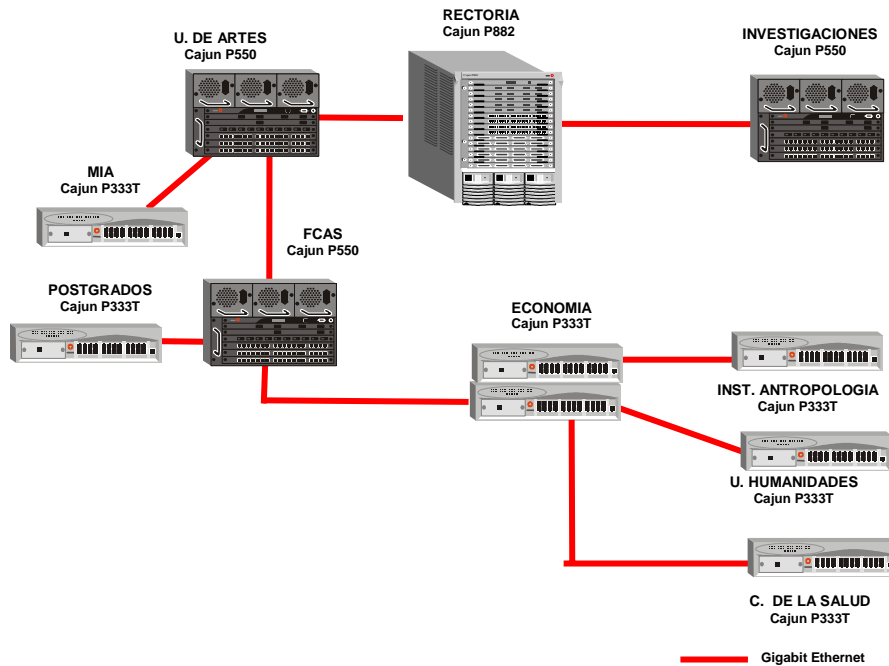 RECTORIA
Cajun P882
U. DE ARTES
Cajun P550
INVESTIGACIONES
Cajun P550
MIA
Cajun P333T
FCAS
Cajun P550
POSTGRADOS
Cajun P333T
ECONOMIA
Cajun P333T
INST. ANTROPOLOGIA
Cajun P333T
U. HUMANIDADES
Cajun P333T
C. DE LA SALUD
Cajun P333T
Gigabit Ethernet